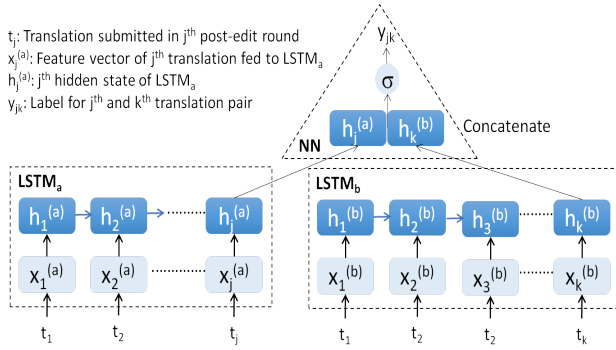 t_j: Translation submitted in j^th post-edit round
x_j^(a): Feature vector of j^th translation fed to LSTM_a
h_j^(a): j^th hidden state of LSTM_a
y_jk: Label for j^th and k^th translation pair
y_jk
σ
h_j^(a) h_k^(b)
NN
Concatenate
LSTM_a
h_1^(a) h_2^(a) ........ h_j^(a)
x_1^(a) x_2^(a) ........ x_j^(a)
t_1 t_2 t_j
LSTM_b
h_1^(b) h_2^(b) h_3^(b) ........ h_k^(b)
x_1^(b) x_2^(b) x_3^(b) ........ x_k^(b)
t_1 t_2 t_2 t_k